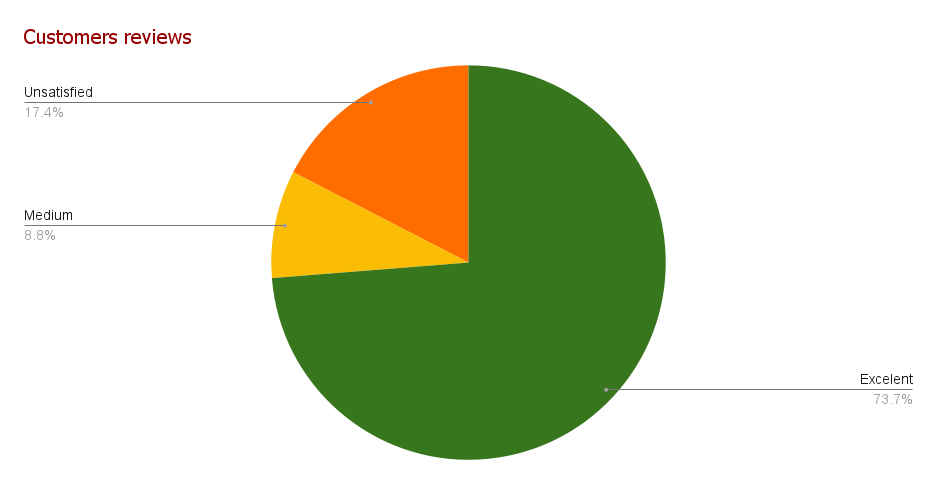 Customers reviews
Unsatisfied
17.4%
Medium
8.8%
Excelent
73.7%